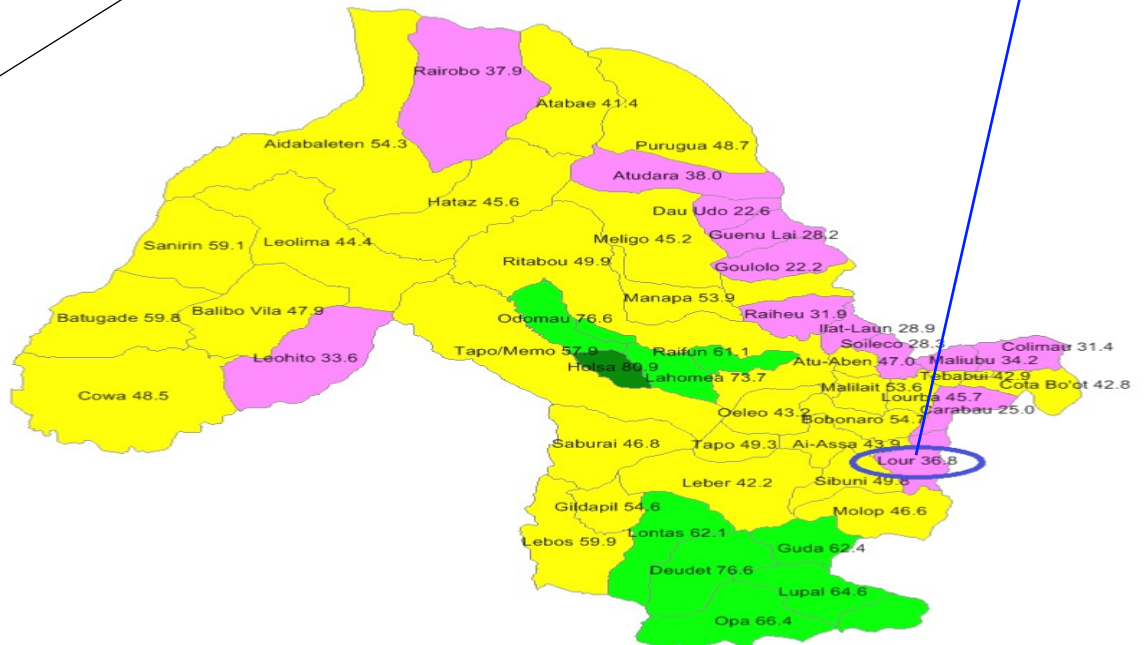 Rairobo 37.9
Atabae 41.4
Aidabaleten 54.3
Purugua 48.7
Atudara 38.0
Hataz 45.6
Dau Udo 22.6
Guenu Lai 28.2
Meligo 45.2
Sanirin 59.1
Leolima 44.4
Ritabou 49.9
Goulolo 22.2
Manapa 53.9
Balibo Vila 47.9
Batugade 59.8
Odomau 76.6
Raiheu 31.9
Ilat-Laun 28.9
Soileco 28.3
Colimau 31.4
Leohito 33.6
Tapo/Memo 57.9
Raifun 61.1
Holsa 80.9
Lahomea 73.7
Atu-Aben 47.0
Maliubu 34.2
Tebabui 42.9
Cota Bo'ot 42.8
Malilait 53.6
Lourba 45.7
Cowa 48.5
Carabau 25.0
Oeleo 43.2
Bobonaro 54.7
Saburai 46.8
Tapo 49.3
Ai-Assa 43.9
Lour 36.8
Leber 42.2
Sibuni 49.8
Gildapil 54.6
Molop 46.6
Lontas 62.1
Lebos 59.9
Guda 62.4
Deudet 76.6
Lupal 64.6
Opa 66.4